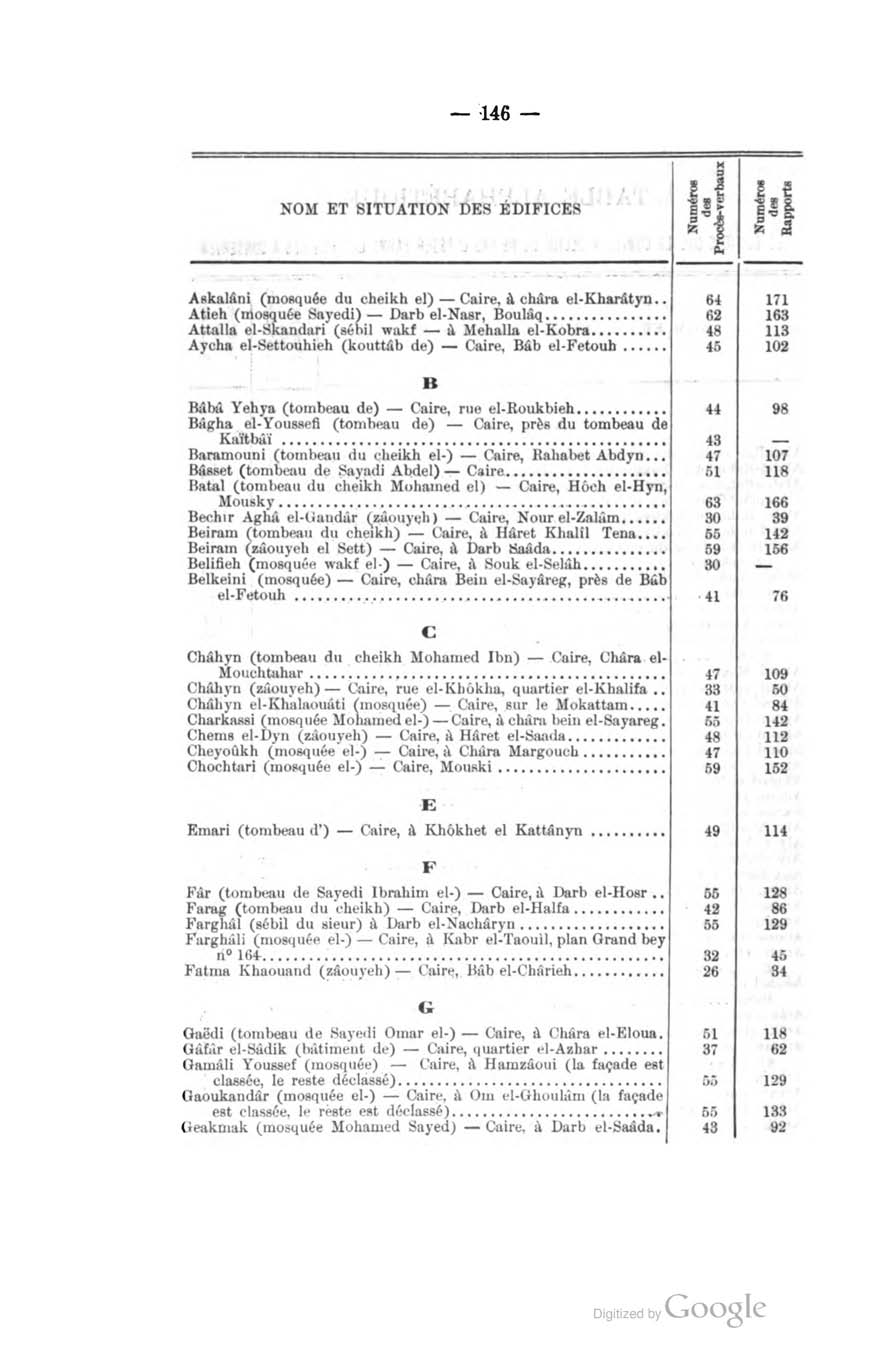 — 146 —
NOM ET SITUATION DES ÉDIFICES
Numéros
des
Procès-verbaux
Numéros
des
Rapports
Askalâni (mosquée du cheikh el) — Caire, à châra el-Kharâtyn.. 64 171
Atieh (mosquée Sayedi) — Darb el-Nasr, Boulâq................ 62 163
Attalla el-Skandari (sébil wakf — à Mehalla el-Kobra.......... 48 113
Aycha el-Settouhieh (kouttâb de) — Caire, Bâb el-Fetouh ...... 45 102
B
Bâbâ Yehya (tombeau de) — Caire, rue el-Roukbieh............ 44 98
Bâgha el-Youssefi (tombeau de) — Caire, près du tombeau de
Kaïtbâï .................................................. 43 —
Baramouni (tombeau du cheikh el-) — Caire, Rahabet Abdyn... 47 107
Bâsset (tombeau de Sayadi Abdel) — Caire..................... 51 118
Batal (tombeau du cheikh Mohamed el) — Caire, Hôch el-Hyn,
Mousky.................................................. 63 166
Bechir Aghâ el-Gandâr (zâouyeh) — Caire, Nour el-Zalâm...... 30 39
Beiram (tombeau du cheikh) — Caire, à Hâret Khalîl Tena.... 55 142
Beiram (zâouyeh el Sett) — Caire, à Darb Saâda............... 59 156
Belifieh (mosquée wakf el-) — Caire, à Souk el-Selâh........... 30 —
Belkeini (mosquée) — Caire, châra Bein el-Sayâreg, près de Bâb
el-Fetouh ................................................ 41 76
C
Châhyn (tombeau du cheikh Mohamed Ibn) — Caire, Châra el-
Mouchtahar .............................................. 47 109
Châhyn (zâouyeh) — Caire, rue el-Khôkha, quartier el-Khalifa .. 33 50
Châhyn el-Khalaouâti (mosquée) — Caire, sur le Mokattam..... 41 84
Charkassi (mosquée Mohamed el-) — Caire, à châra bein el-Sayareg. 55 142
Chems el-Dyn (zâouyeh) — Caire, à Hâret el-Saada............. 48 112
Cheyoûkh (mosquée el-) — Caire, à Châra Margouch ........... 47 110
Chochtari (mosquée el-) — Caire, Mouski ...................... 59 152
E
Emari (tombeau d') — Caire, à Khôkhet el Kattânyn .......... 49 114
F
Fâr (tombeau de Sayedi Ibrahim el-) — Caire, à Darb el-Hosr .. 55 128
Farag (tombeau du cheikh) — Caire, Darb el-Halfa ............ 42 86
Farghâl (sébil du sieur) à Darb el-Nachâryn ................... 55 129
Farghâli (mosquée el-) — Caire, à Kabr el-Taouil, plan Grand bey
n° 164.................................................... 32 45
Fatma Khaouand (zâouyeh) — Caire, Bâb el-Chârieh............ 26 34
G
Gaëdi (tombeau de Sayedi Omar el-) — Caire, à Châra el-Eloua. 51 118
Gâfâr el-Sâdik (bâtiment de) — Caire, quartier el-Azhar ........ 37 62
Gamâli Youssef (mosquée) — Caire, à Hamzâoui (la façade est
classée, le reste déclassé).................................. 55 129
Gaoukandâr (mosquée el-) — Caire, à Om el-Ghoulâm (la façade
est classée, le reste est déclassé)........................... 55 133
Geakmak (mosquée Mohamed Sayed) — Caire, à Darb el-Saâda. 43 92
Digitized by Google